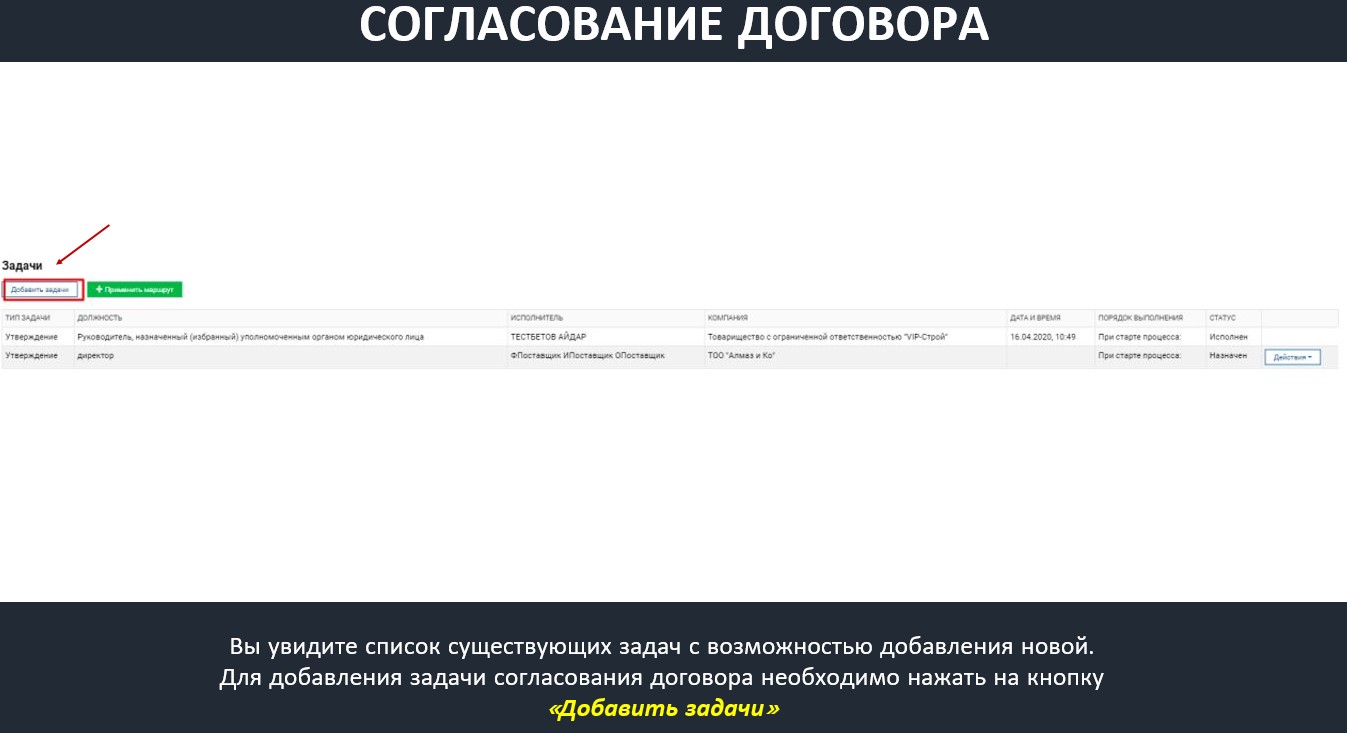 СОГЛАСОВАНИЕ ДОГОВОРА
Задачи
Добавить задачи + Применить маршрут
ТИП ЗАДАЧИ ДОЛЖНОСТЬ ИСПОЛНИТЕЛЬ КОМПАНИЯ ДАТА И ВРЕМЯ ПОРЯДОК ВЫПОЛНЕНИЯ СТАТУС
Утверждение Руководитель, назначенный (избранный) уполномоченным органом юридического лица ТЕСТБЕТОВ АЙДАР Товарищество с ограниченной ответственностью "VIP-Строй" 16.04.2020, 10:49 При старте процесса: Исполнен
Утверждение директор ФПоставщик ИПоставщик ОПоставщик ТОО "Алмаз и Ко" При старте процесса: Назначен Действия
Вы увидите список существующих задач с возможностью добавления новой.
Для добавления задачи согласования договора необходимо нажать на кнопку
«Добавить задачи»